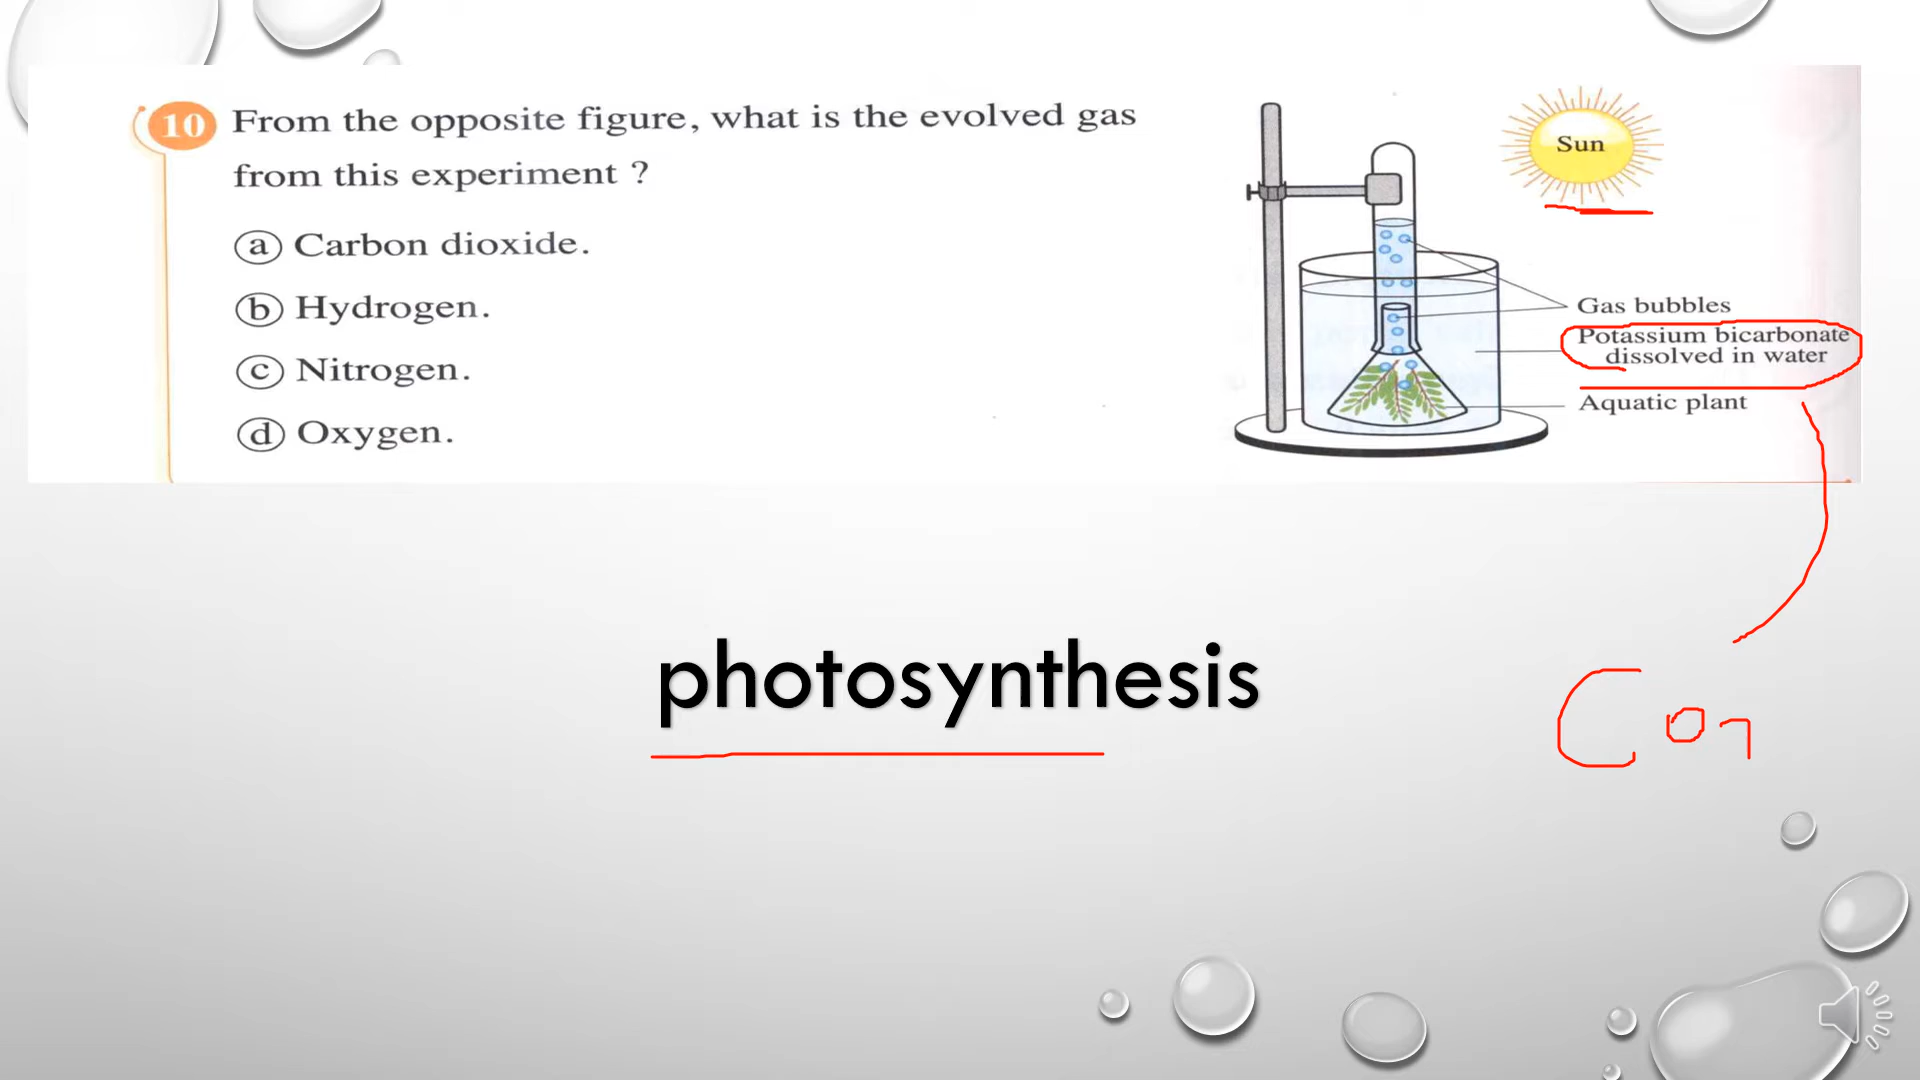 10 From the opposite figure, what is the evolved gas
from this experiment ?
a Carbon dioxide.
b Hydrogen.
c Nitrogen.
d Oxygen.
Sun
Gas bubbles
Potassium bicarbonate
dissolved in water
Aquatic plant
photosynthesis